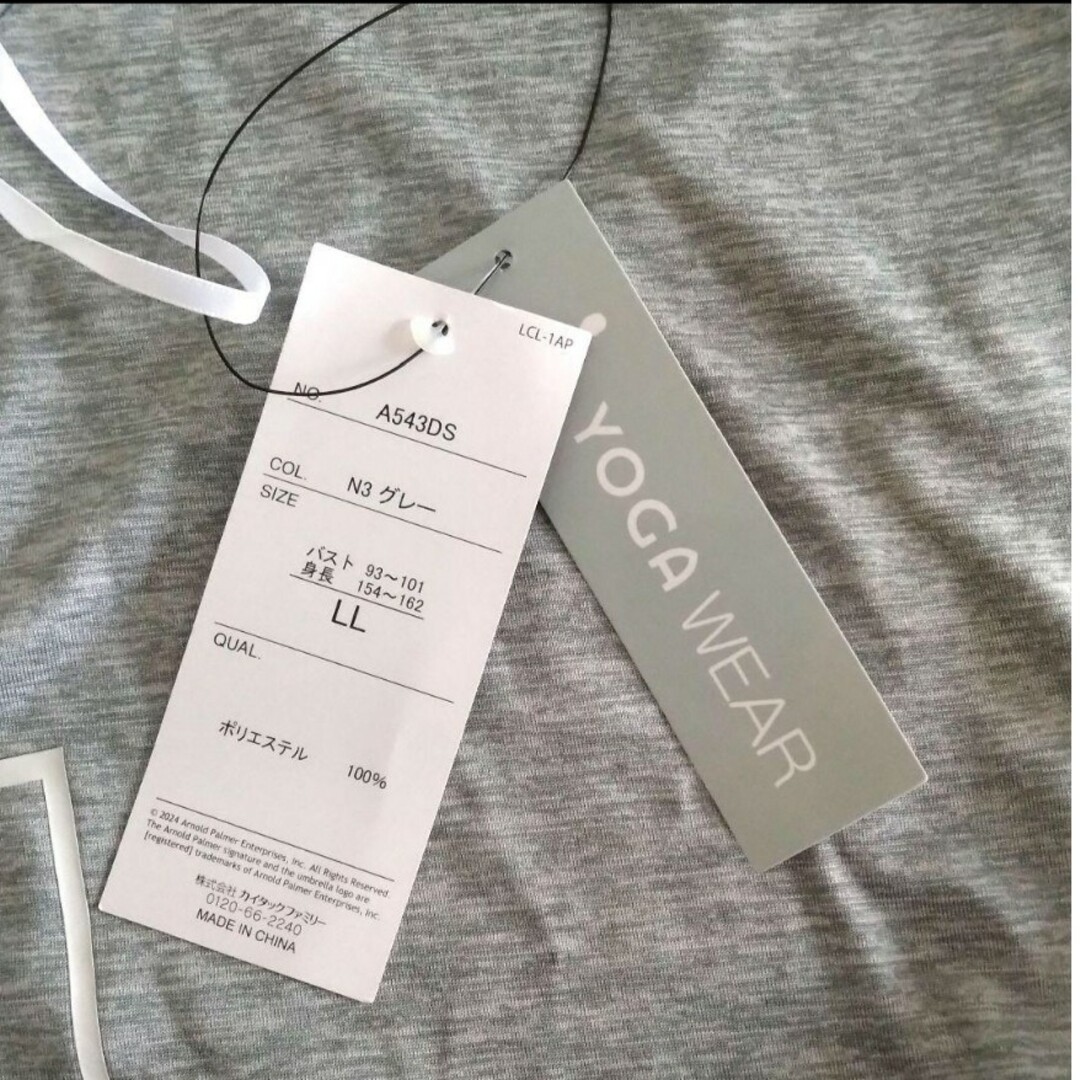 LCL-1AP
NO.
A543DS
COL.
N3 グレー
SIZE
バスト 93〜101
身長 154〜162
LL
QUAL.
ポリエステル 100%
© 2024 Arnold Palmer Enterprises, Inc. All Rights Reserved.
The Arnold Palmer signature and the umbrella logo are
[registered] trademarks of Arnold Palmer Enterprises, Inc.
株式会社 カイタックファミリー
0120-66-2240
MADE IN CHINA
YOGA WEAR